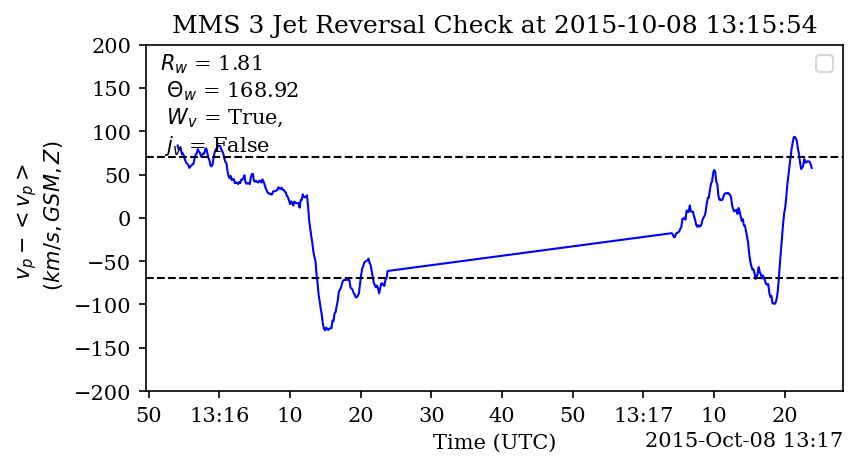 MMS 3 Jet Reversal Check at 2015-10-08 13:15:54
R_w = 1.81
Θ_w = 168.92
W_v = True,
j_v = False
v_p − < v_p >
(km/s, GSM, Z)
200
150
100
50
0
−50
−100
−150
−200
50 13:16 10 20 30 40 50 13:17 10 20
Time (UTC)
2015-Oct-08 13:17